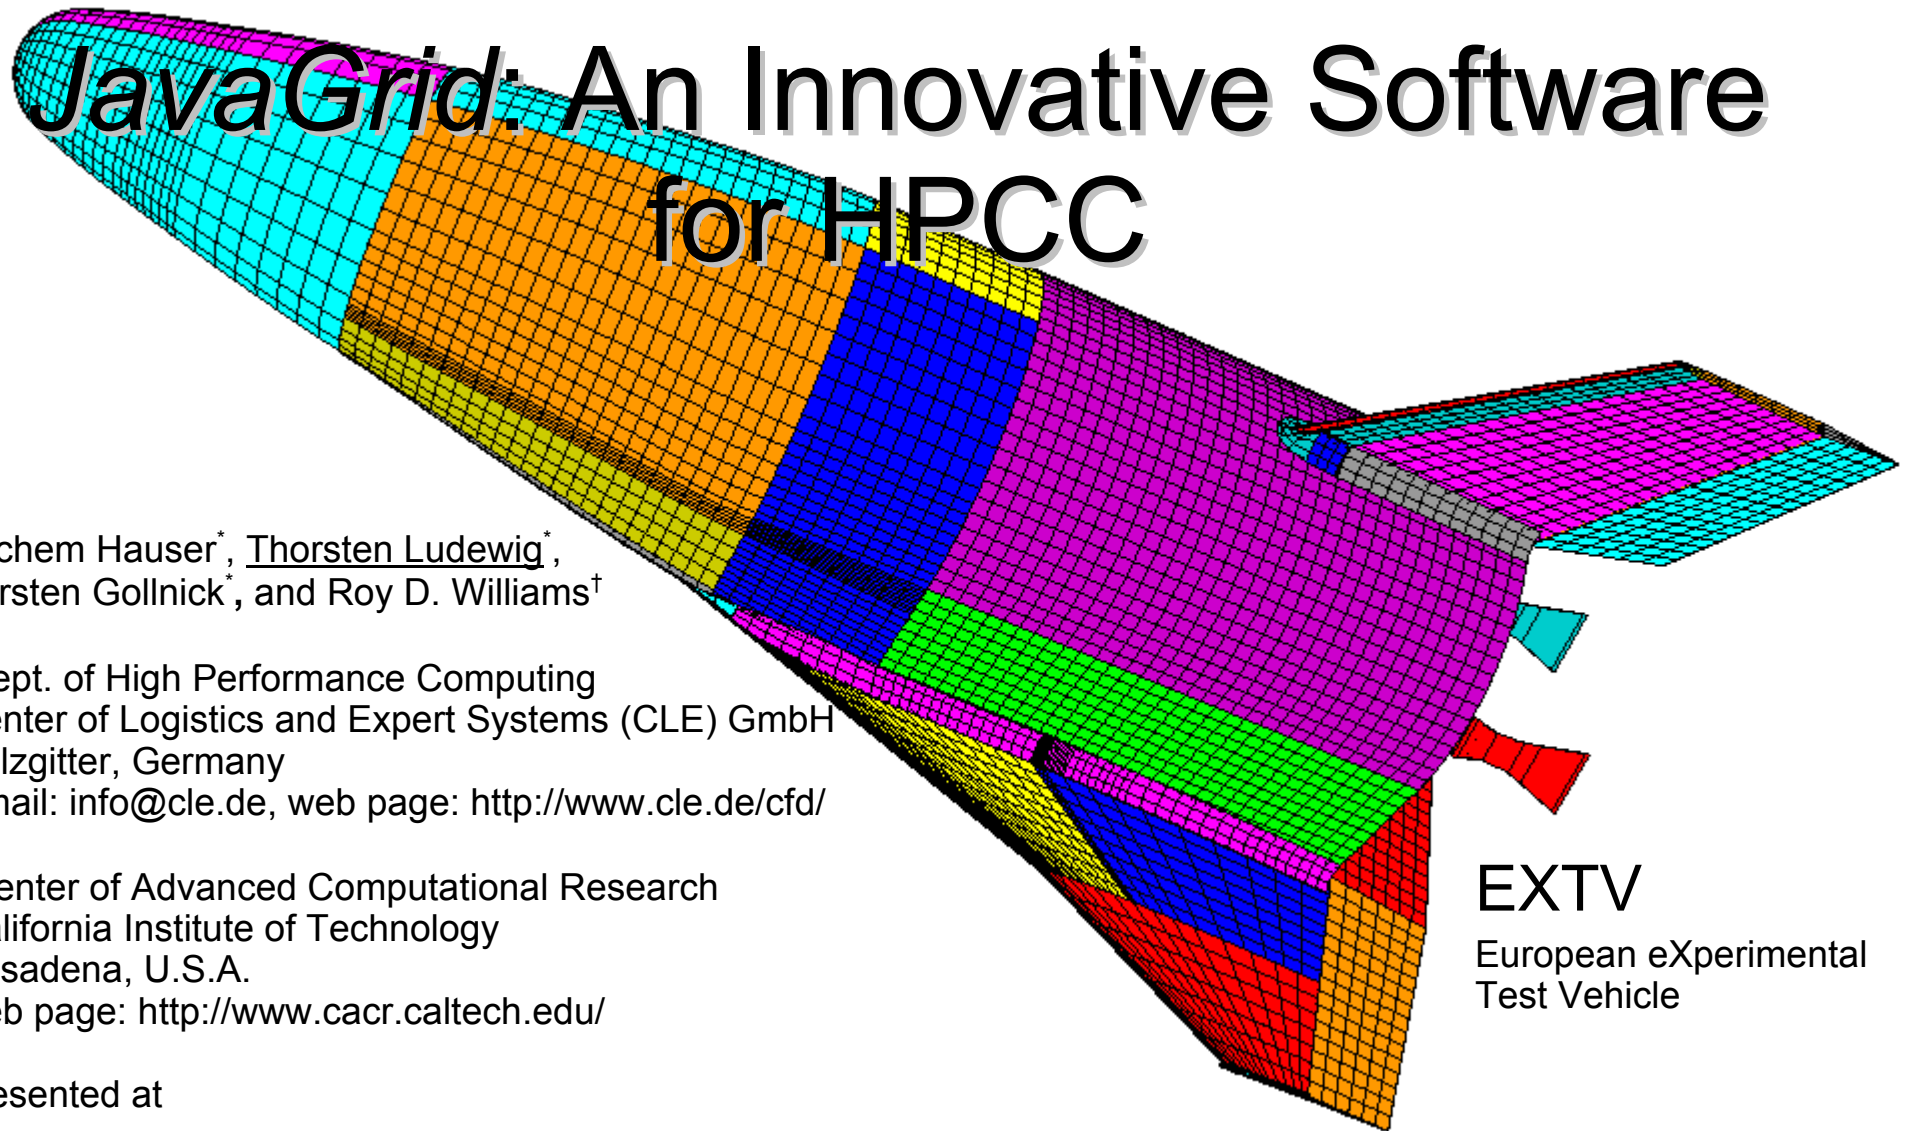 JavaGrid: An Innovative Software
for HPCC
chem Hauser*, Thorsten Ludewig*,
rsten Gollnick*, and Roy D. Williams†
ept. of High Performance Computing
enter of Logistics and Expert Systems (CLE) GmbH
lzgitter, Germany
mail: info@cle.de, web page: http://www.cle.de/cfd/
enter of Advanced Computational Research
alifornia Institute of Technology
sadena, U.S.A.
eb page: http://www.cacr.caltech.edu/
esented at
EXTV
European eXperimental
Test Vehicle